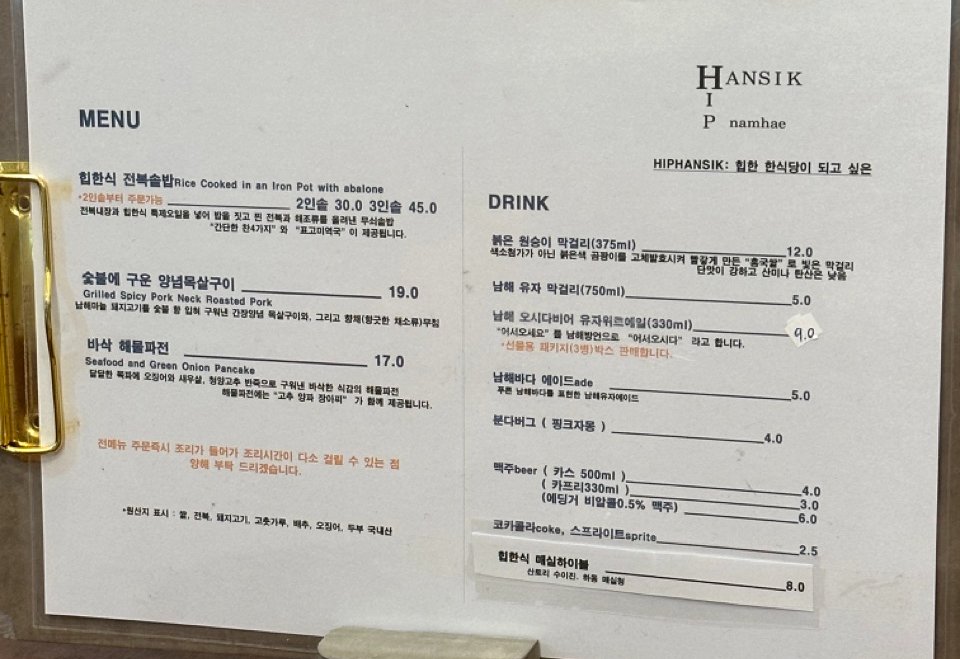 HANSIK
I
P namhae
HIPHANSIK: 힙한 한식당이 되고 싶은
MENU
힙한식 전복솥밥Rice Cooked in an Iron Pot with abalone
*2인솥부터 주문가능 2인솥 30.0 3인솥 45.0
전복내장과 힙한식 특제오일을 넣어 밥을 짓고 찐 전복과 해조류를 올려낸 무쇠솥밥
"간단한 찬4가지" 와 "표고미역국" 이 제공됩니다.
숯불에 구운 양념목살구이 19.0
Grilled Spicy Pork Neck Roasted Pork
남해마늘 돼지고기를 숯불 향 입혀 구워낸 간장양념 목살구이와, 그리고 향채(향긋한 채소류)무침
바삭 해물파전 17.0
Seafood and Green Onion Pancake
달달한 쪽파에 오징어와 새우살, 청양고추 반죽으로 구워낸 바삭한 식감의 해물파전
해물파전에는 "고추 양파 장아찌" 가 함께 제공됩니다.
전메뉴 주문즉시 조리가 들어가 조리시간이 다소 걸릴 수 있는 점
양해 부탁 드리겠습니다.
*원산지 표시 : 쌀, 전복, 돼지고기, 고춧가루, 배추, 오징어, 두부 국내산
DRINK
붉은 원숭이 막걸리(375ml) 12.0
색소첨가가 아닌 붉은색 곰팡이를 고체발효시켜 빨갛게 만든 "홍국쌀" 로 빚은 막걸리
단맛이 강하고 산미나 탄산은 낮음
남해 유자 막걸리(750ml) 5.0
남해 오시다비어 유자위트에일(330ml) 9.0
"어서오세요" 를 남해방언으로 "어서오시다" 라고 합니다.
*선물용 패키지(3병)박스 판매합니다.
남해바다 에이드ade 5.0
푸른 남해바다를 표현한 남해유자에이드
분다버그 ( 핑크자몽 ) 4.0
맥주beer ( 카스 500ml ) 4.0
( 카프리330ml ) 3.0
(에딩거 비알콜0.5% 맥주) 6.0
코카콜라coke, 스프라이트sprite 2.5
힙한식 매실하이볼 8.0
산토리 수이진, 하동 매실청